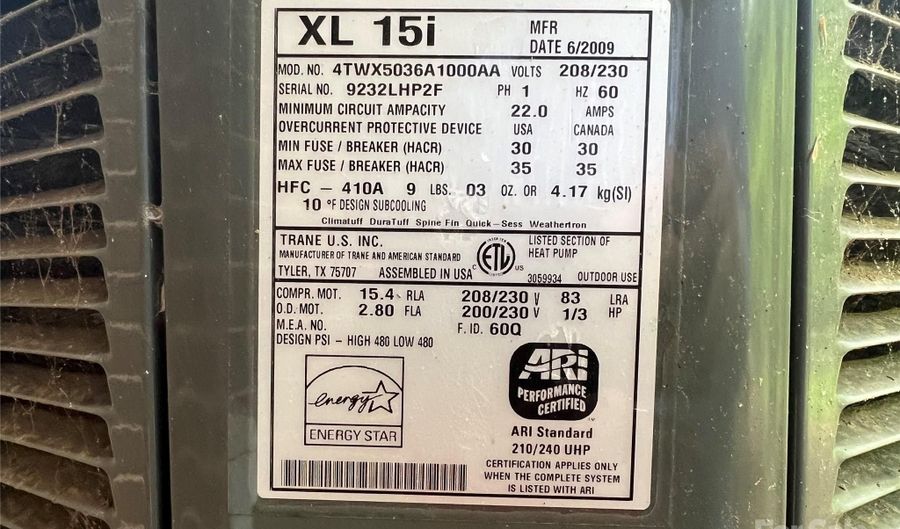 XL 15i
MFR
DATE 6/2009
MOD. NO. 4TWX5036A1000AA VOLTS 208/230
SERIAL NO. 9232LHP2F PH 1 HZ 60
MINIMUM CIRCUIT AMPACITY 22.0 AMPS
OVERCURRENT PROTECTIVE DEVICE USA CANADA
MIN FUSE / BREAKER (HACR) 30 30
MAX FUSE / BREAKER (HACR) 35 35
HFC - 410A 9 LBS. 03 OZ. OR 4.17 kg(SI)
10 °F DESIGN SUBCOOLING
Climatuff DuraTuff Spine Fin Quick-Sess Weathertron
TRANE U.S. INC.
MANUFACTURER OF TRANE AND AMERICAN STANDARD
TYLER, TX 75707 ASSEMBLED IN USA
C ETL US
LISTED SECTION OF
HEAT PUMP
3059934 OUTDOOR USE
COMPR. MOT. 15.4 RLA 208/230 V 83 LRA
O.D. MOT. 2.80 FLA 200/230 V 1/3 HP
M.E.A. NO. F. ID. 60Q
DESIGN PSI - HIGH 480 LOW 480
energy
ENERGY STAR
ARI
PERFORMANCE
CERTIFIED
ARI Standard
210/240 UHP
CERTIFICATION APPLIES ONLY
WHEN THE COMPLETE SYSTEM
IS LISTED WITH ARI